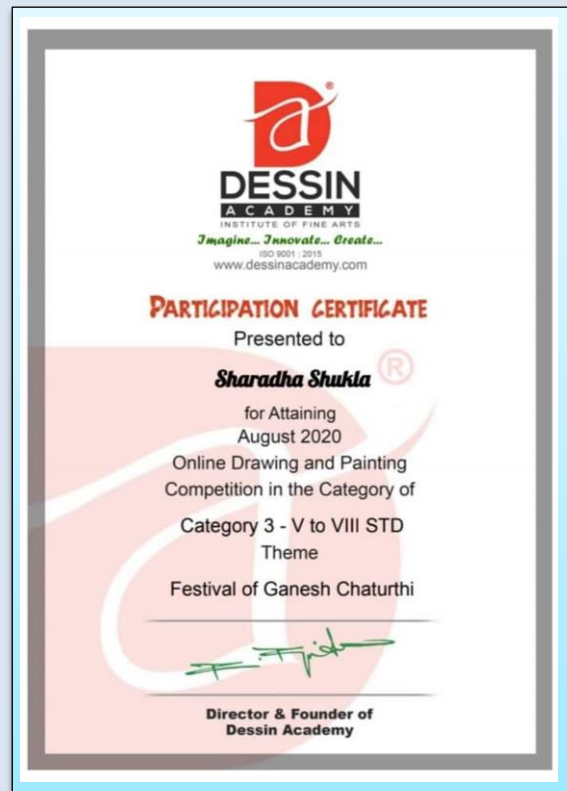 DESSIN
ACADEMY
INSTITUTE OF FINE ARTS
Imagine... Innovate... Create...
ISO 9001 : 2015
www.dessinacademy.com
PARTICIPATION CERTIFICATE
Presented to
Sharadha Shukla
for Attaining
August 2020
Online Drawing and Painting
Competition in the Category of
Category 3 - V to VIII STD
Theme
Festival of Ganesh Chaturthi
Director & Founder of
Dessin Academy